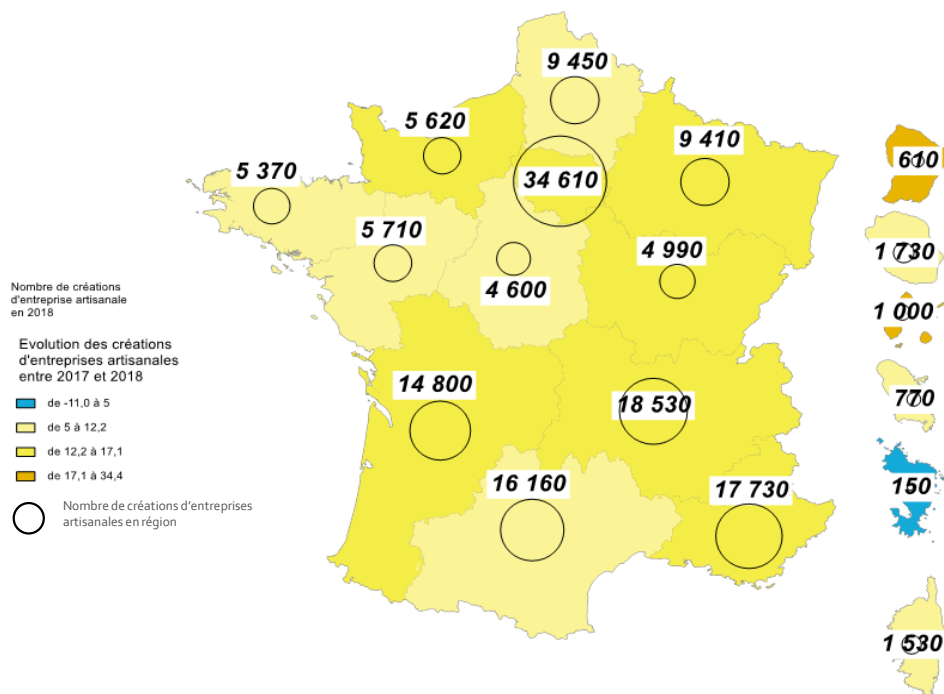 9 450
5 620
9 410
610
5 370
34 610
5 710
4 990
1 730
4 600
Nombre de créations
d'entreprise artisanale
en 2018
1 000
Evolution des créations
d'entreprises artisanales
entre 2017 et 2018
de -11,0 à 5
de 5 à 12,2
de 12,2 à 17,1
de 17,1 à 34,4
14 800
18 530
770
16 160
17 730
150
Nombre de créations d'entreprises
artisanales en région
1 530